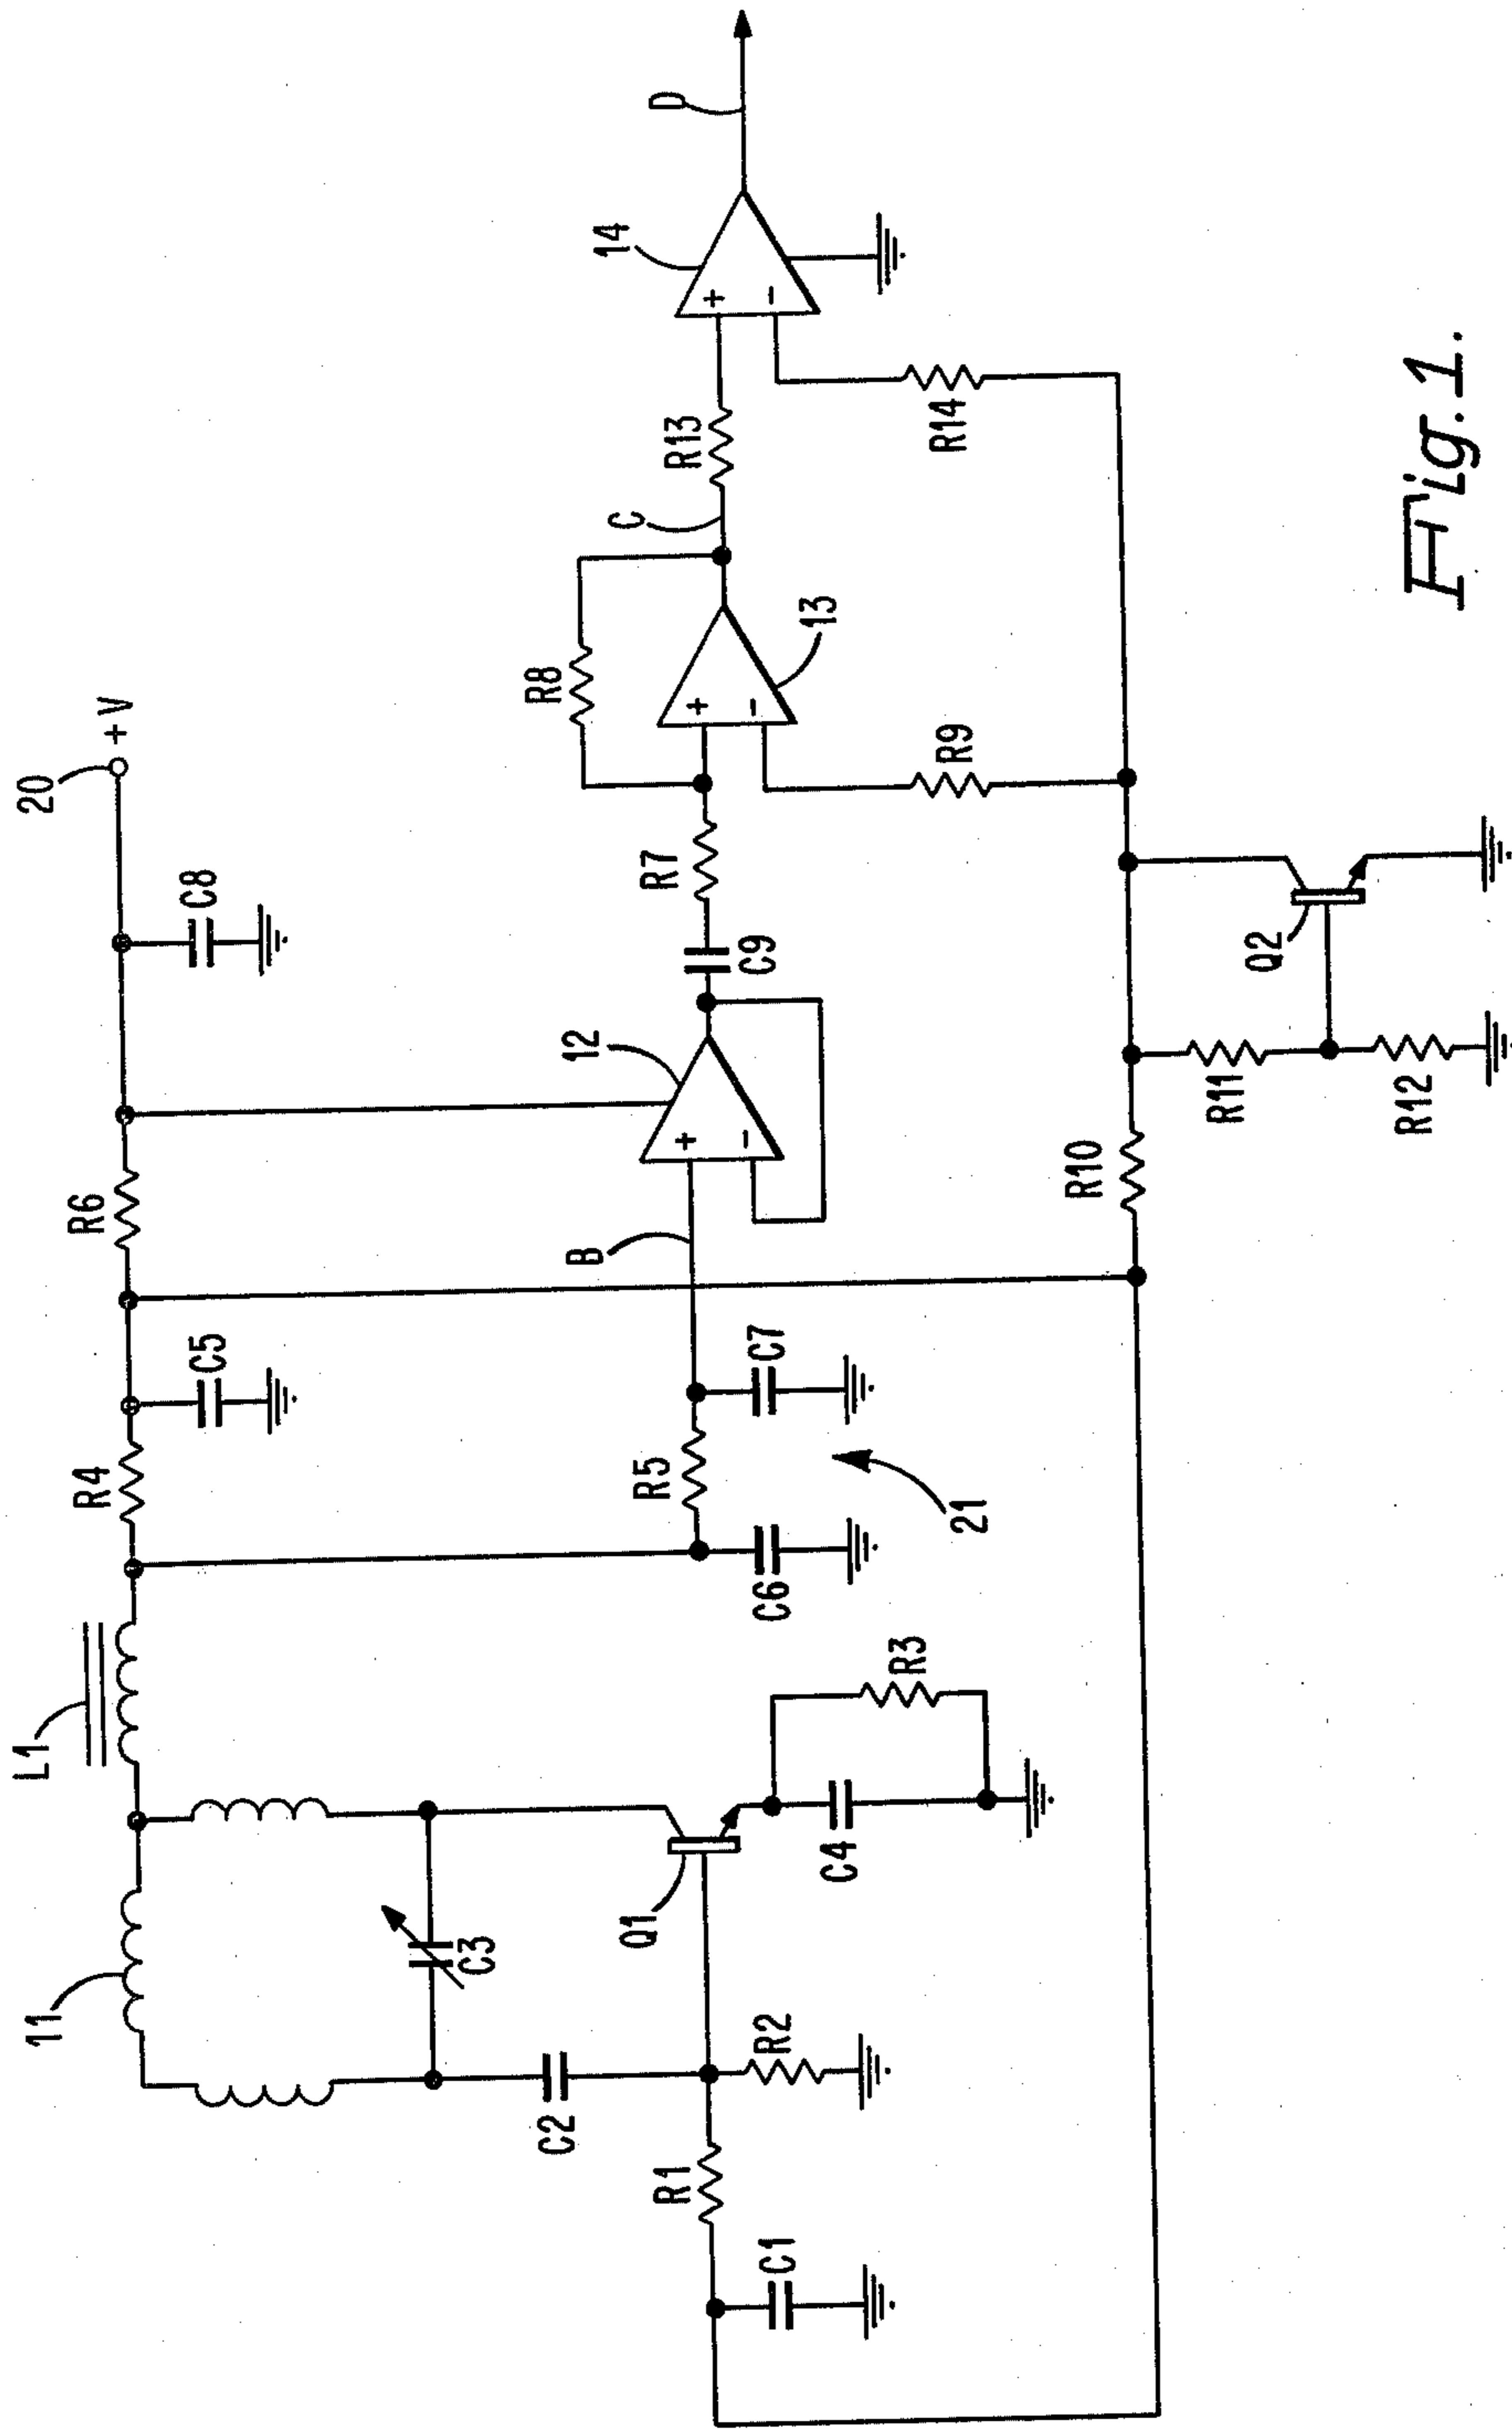 L1
R4
R6
20
+V
11
C5
C8
C3
C2
Q1
R1
C1
R2
C4
R3
C6
R5
21
C7
B
12
+
-
C9
R7
R8
+
-
13
C
R13
14
+
-
D
R9
R14
R10
R11
R12
Q2
Fig. 1.